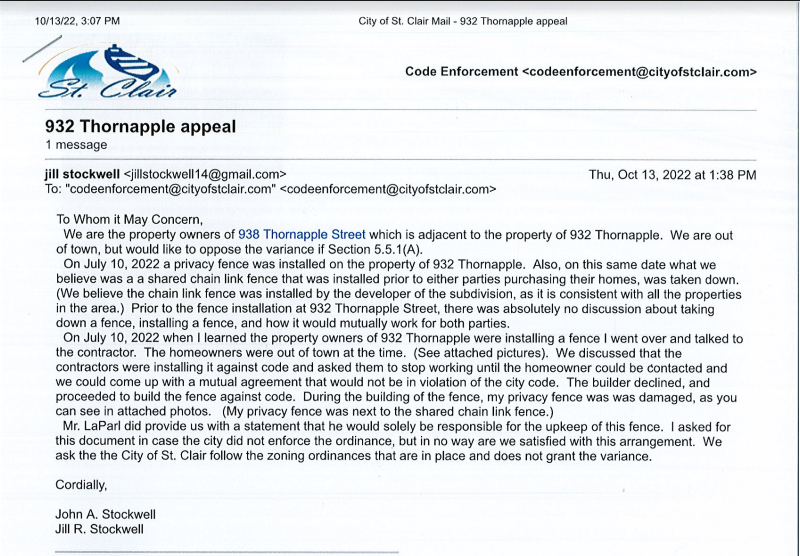 10/13/22, 3:07 PM
City of St. Clair Mail - 932 Thornapple appeal
St. Clair
Code Enforcement <codeenforcement@cityofstclair.com>
932 Thornapple appeal
1 message
jill stockwell <jillstockwell14@gmail.com>
Thu, Oct 13, 2022 at 1:38 PM
To: "codeenforcement@cityofstclair.com" <codeenforcement@cityofstclair.com>
To Whom it May Concern,
We are the property owners of 938 Thornapple Street which is adjacent to the property of 932 Thornapple. We are out
of town, but would like to oppose the variance if Section 5.5.1(A).
On July 10, 2022 a privacy fence was installed on the property of 932 Thornapple. Also, on this same date what we
believe was a a shared chain link fence that was installed prior to either parties purchasing their homes, was taken down.
(We believe the chain link fence was installed by the developer of the subdivision, as it is consistent with all the properties
in the area.) Prior to the fence installation at 932 Thornapple Street, there was absolutely no discussion about taking
down a fence, installing a fence, and how it would mutually work for both parties.
On July 10, 2022 when I learned the property owners of 932 Thornapple were installing a fence I went over and talked to
the contractor. The homeowners were out of town at the time. (See attached pictures). We discussed that the
contractors were installing it against code and asked them to stop working until the homeowner could be contacted and
we could come up with a mutual agreement that would not be in violation of the city code. The builder declined, and
proceeded to build the fence against code. During the building of the fence, my privacy fence was was damaged, as you
can see in attached photos. (My privacy fence was next to the shared chain link fence.)
Mr. LaParl did provide us with a statement that he would solely be responsible for the upkeep of this fence. I asked for
this document in case the city did not enforce the ordinance, but in no way are we satisfied with this arrangement. We
ask the the City of St. Clair follow the zoning ordinances that are in place and does not grant the variance.
Cordially,
John A. Stockwell
Jill R. Stockwell